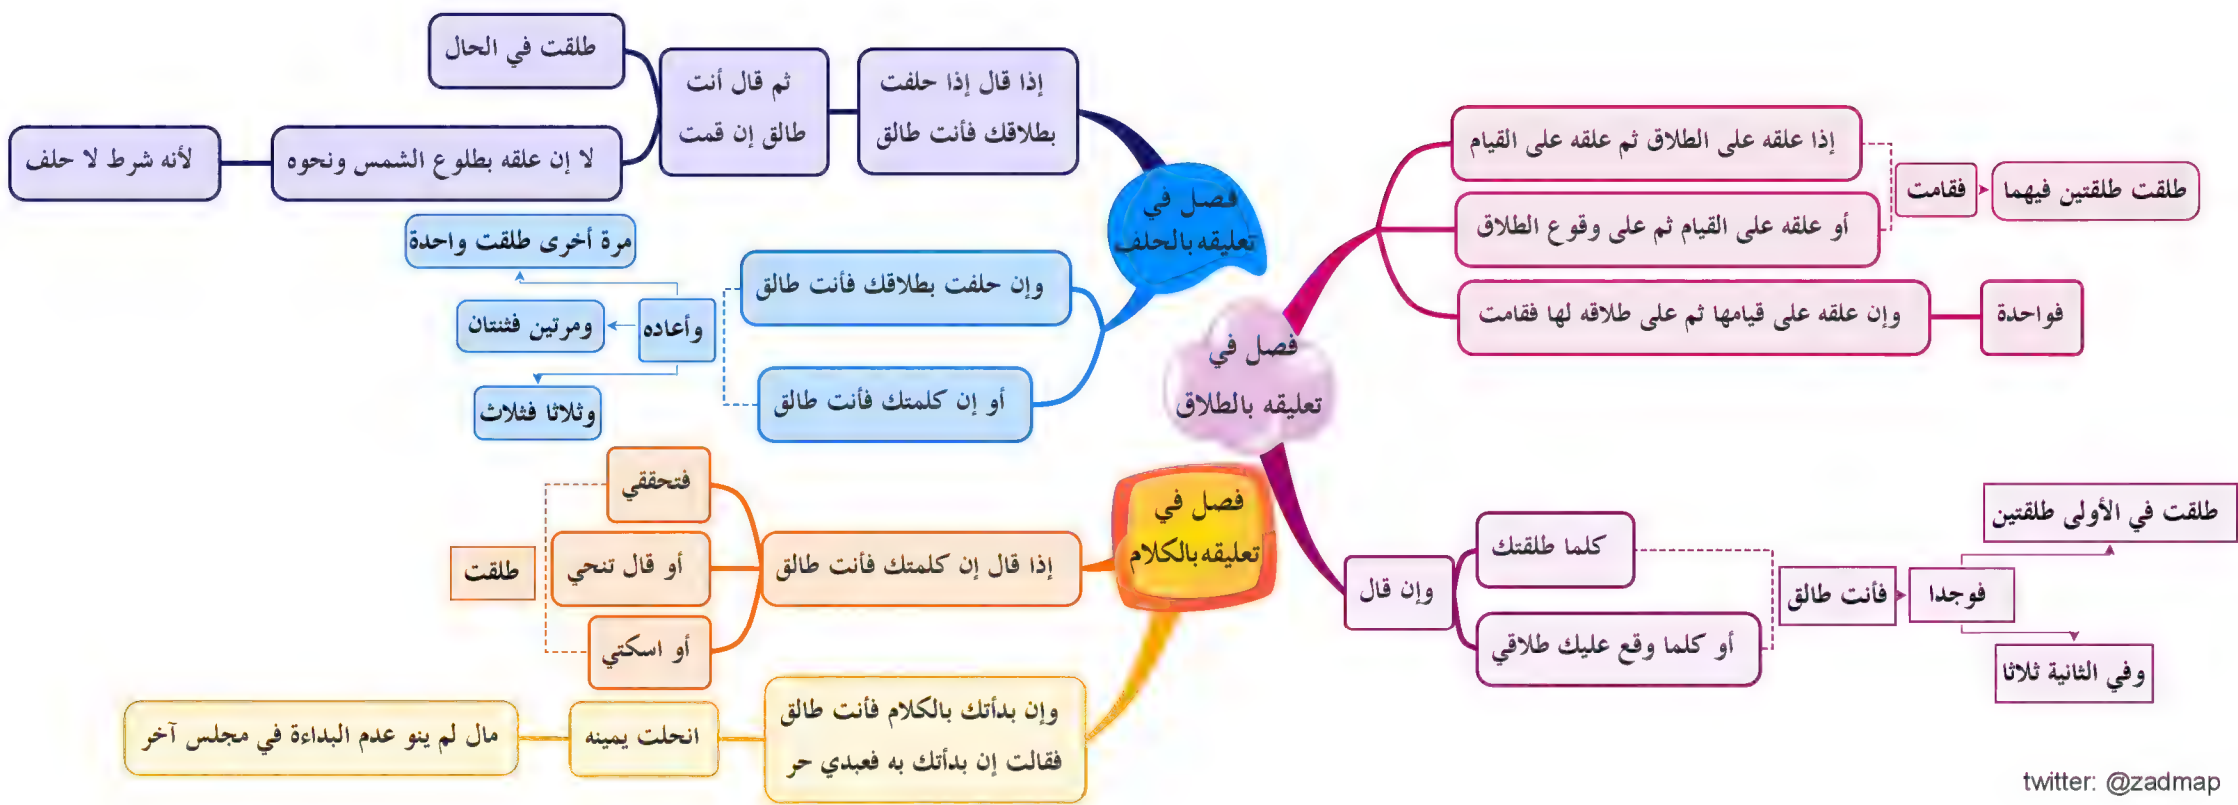 فصل في
تعليقه بالطلاق
إذا علقه على الطلاق ثم علقه على القيام
أو علقه على القيام ثم على وقوع الطلاق
فقامت
طلقت طلقتين فيهما
وإن علقه على قيامها ثم على طلاقه لها فقامت
فواحدة
وإن قال
كلما طلقتك
أو كلما وقع عليك طلاقي
فأنت طالق
فوجدا
طلقت في الأولى طلقتين
وفي الثانية ثلاثا
فصل في
تعليقه بالحلف
إذا قال إذا حلفت
بطلاقك فأنت طالق
ثم قال أنت
طالق إن قمت
طلقت في الحال
لا إن علقه بطلوع الشمس ونحوه
لأنه شرط لا حلف
وإن حلفت بطلاقك فأنت طالق
أو إن كلمتك فأنت طالق
وأعاده
مرة أخرى طلقت واحدة
ومرتين فثنتان
وثلاثا فثلاث
فصل في
تعليقه بالكلام
إذا قال إن كلمتك فأنت طالق
فتحققي
أو قال تنحي
أو اسكتي
طلقت
وإن بدأتك بالكلام فأنت طالق
فقالت إن بدأتك به فعبدي حر
انحلت يمينه
مال لم ينو عدم البداءة في مجلس آخر
twitter: @zadmap